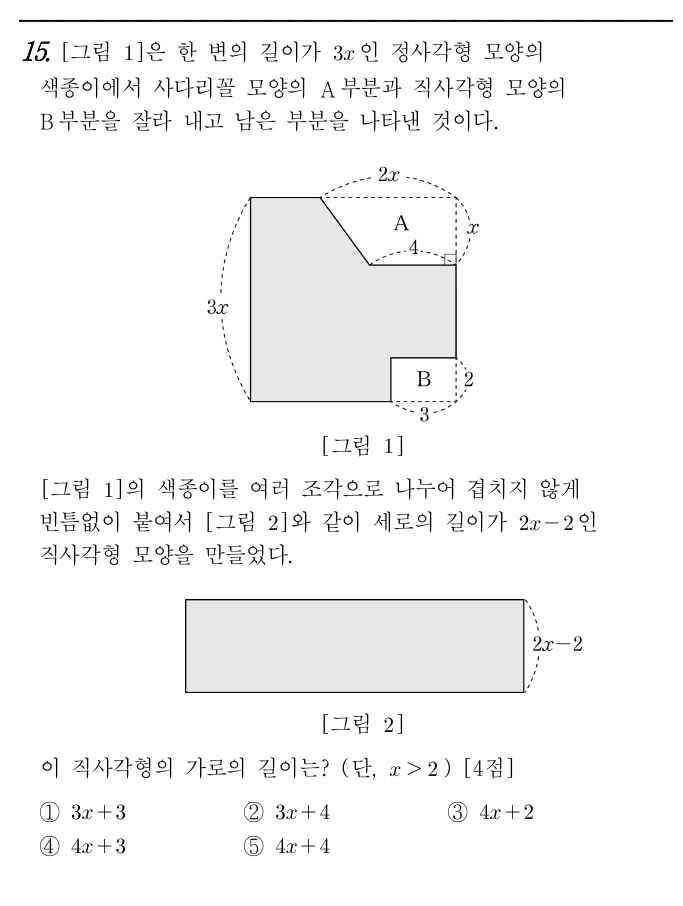 15. [그림 1]은 한 변의 길이가 3x인 정사각형 모양의
색종이에서 사다리꼴 모양의 A부분과 직사각형 모양의
B부분을 잘라 내고 남은 부분을 나타낸 것이다.
2x
A
x
4
3x
B
2
3
[그림 1]
[그림 1]의 색종이를 여러 조각으로 나누어 겹치지 않게
빈틈없이 붙여서 [그림 2]와 같이 세로의 길이가 2x-2인
직사각형 모양을 만들었다.
2x-2
[그림 2]
이 직사각형의 가로의 길이는? (단, x>2) [4점]
① 3x+3 ② 3x+4 ③ 4x+2
④ 4x+3 ⑤ 4x+4